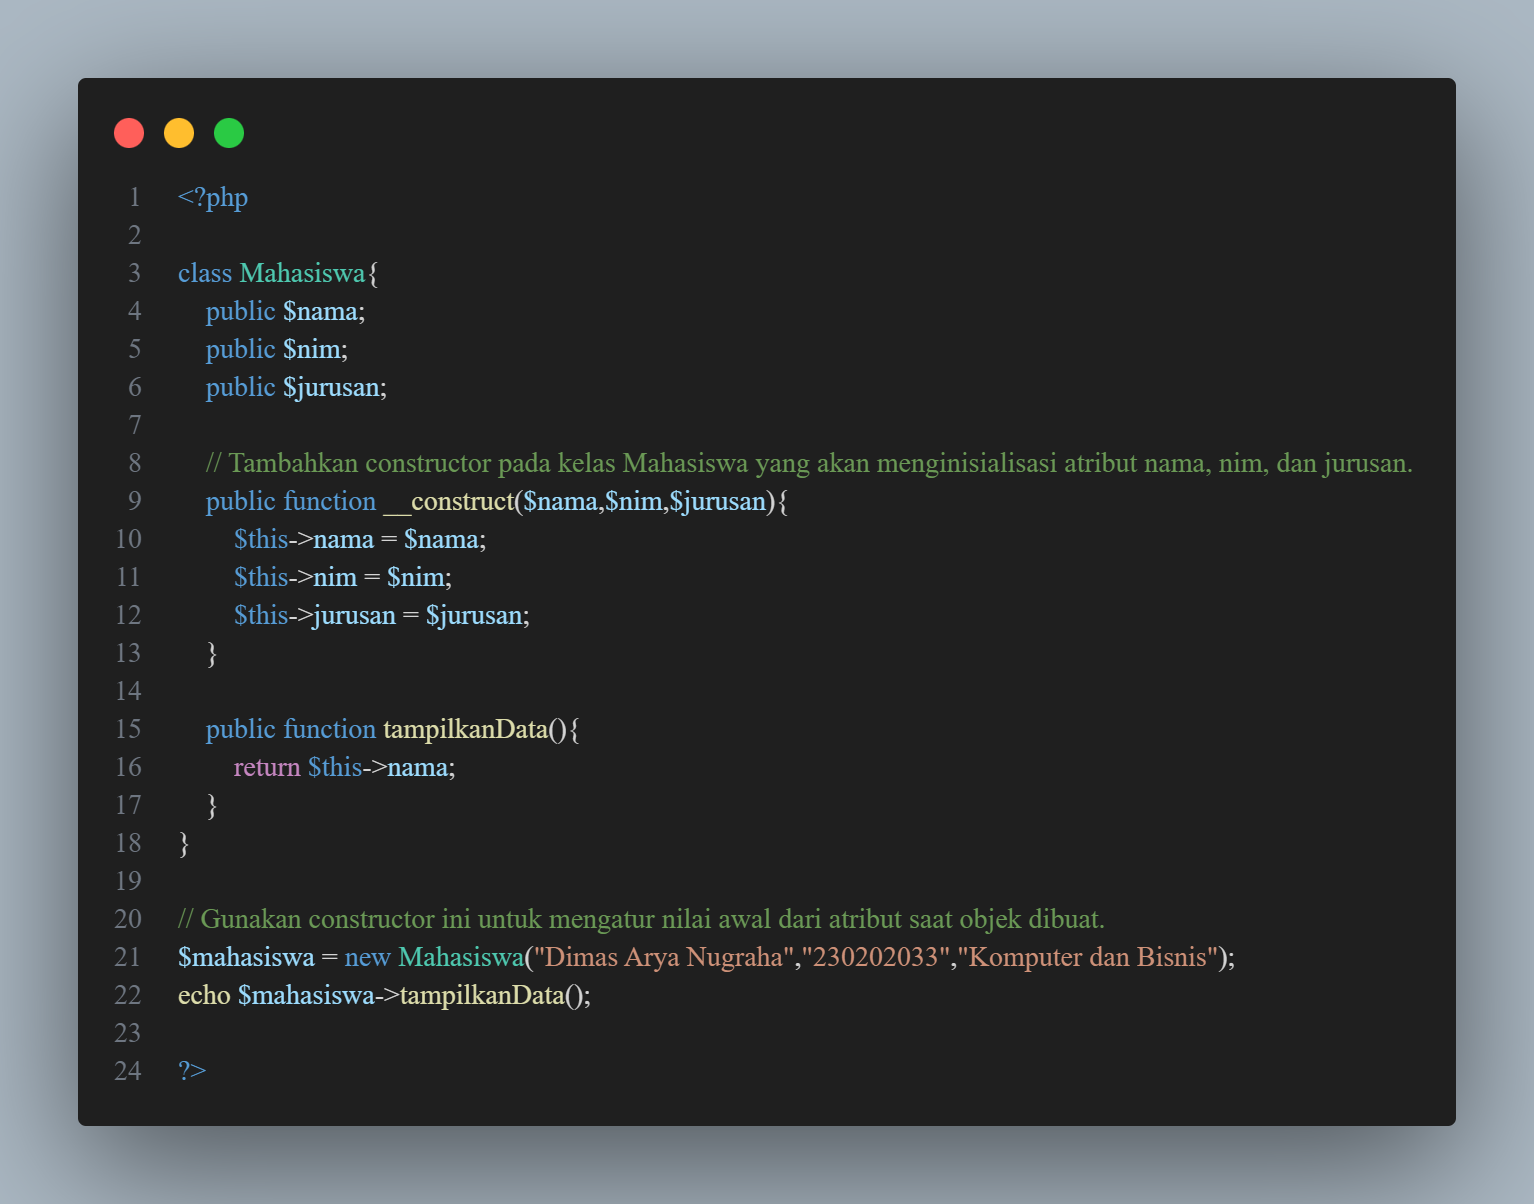 1 <?php
2
3 class Mahasiswa{
4     public $nama;
5     public $nim;
6     public $jurusan;
7
8     // Tambahkan constructor pada kelas Mahasiswa yang akan menginisialisasi atribut nama, nim, dan jurusan.
9     public function __construct($nama,$nim,$jurusan){
10         $this->nama = $nama;
11         $this->nim = $nim;
12         $this->jurusan = $jurusan;
13     }
14
15     public function tampilkanData(){
16         return $this->nama;
17     }
18 }
19
20 // Gunakan constructor ini untuk mengatur nilai awal dari atribut saat objek dibuat.
21 $mahasiswa = new Mahasiswa("Dimas Arya Nugraha","230202033","Komputer dan Bisnis");
22 echo $mahasiswa->tampilkanData();
23
24 ?>